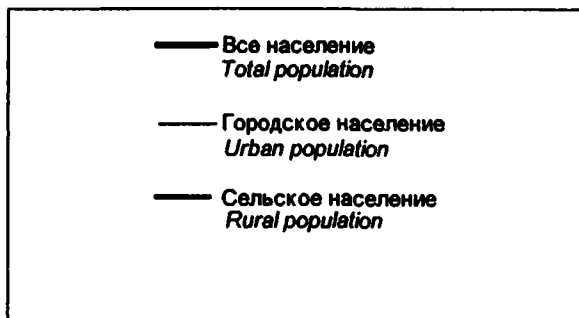 Все население
Total population
Городское население
Urban population
Сельское население
Rural population